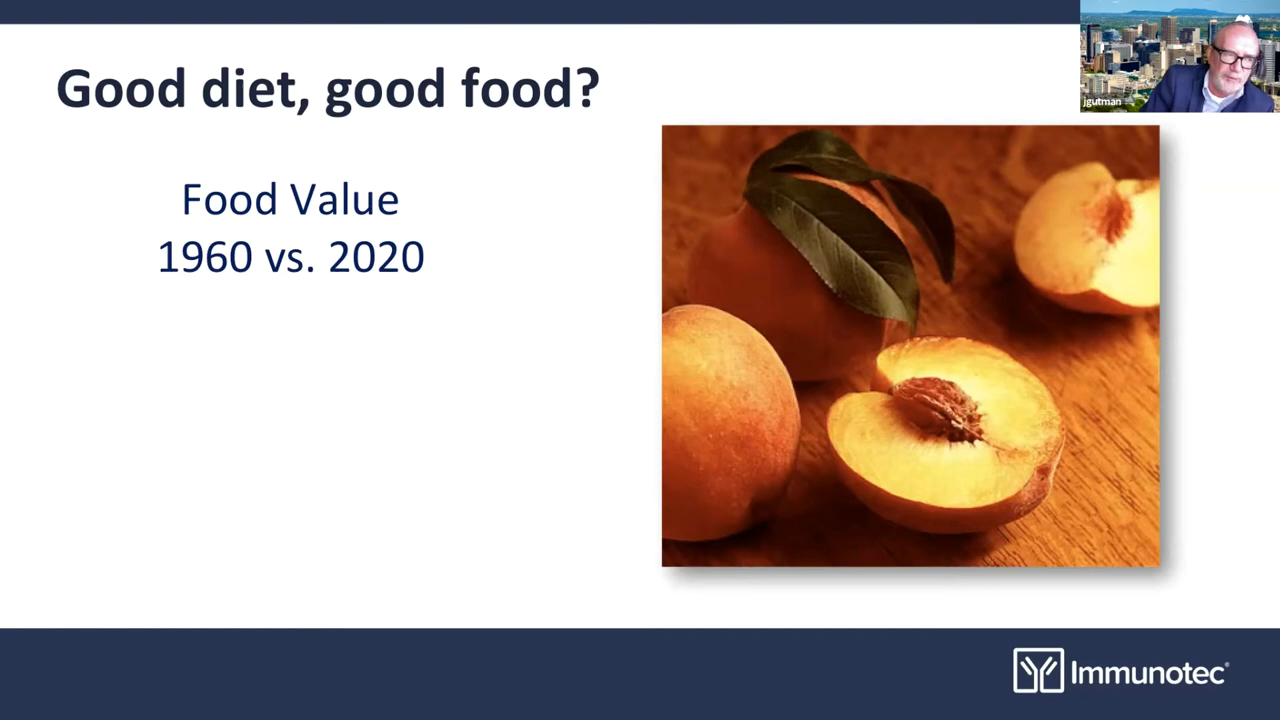 Good diet, good food?
Food Value
1960 vs. 2020
jgutman
Immunotec®